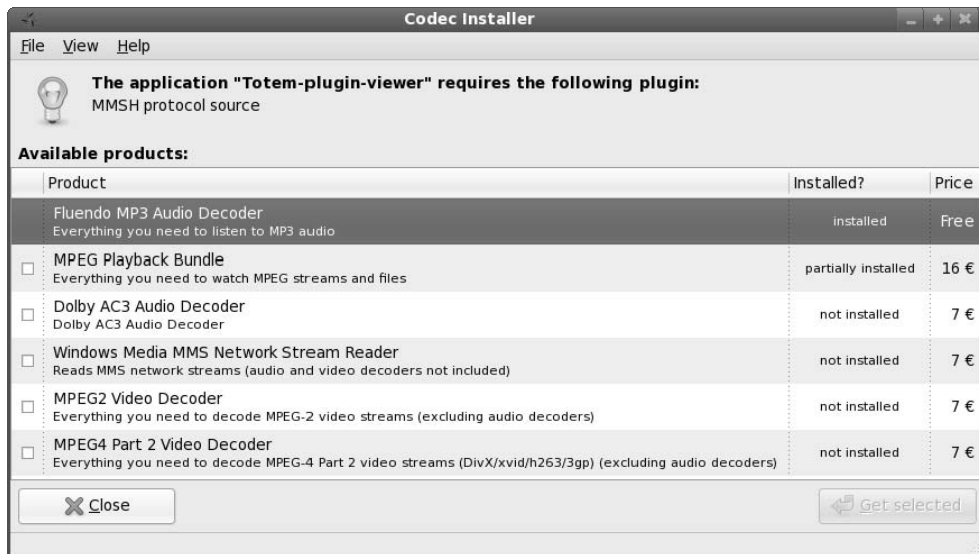 Codec Installer
File View Help
The application "Totem-plugin-viewer" requires the following plugin:
MMSH protocol source
Available products:
Product Installed? Price
Fluendo MP3 Audio Decoder
Everything you need to listen to MP3 audio
installed Free
MPEG Playback Bundle
Everything you need to watch MPEG streams and files
partially installed 16 €
Dolby AC3 Audio Decoder
Dolby AC3 Audio Decoder
not installed 7 €
Windows Media MMS Network Stream Reader
Reads MMS network streams (audio and video decoders not included)
not installed 7 €
MPEG2 Video Decoder
Everything you need to decode MPEG-2 video streams (excluding audio decoders)
not installed 7 €
MPEG4 Part 2 Video Decoder
Everything you need to decode MPEG-4 Part 2 video streams (DivX/xvid/h263/3gp) (excluding audio decoders)
not installed 7 €
Close Get selected